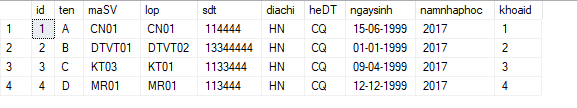 id ten maSV lop sdt diachi heDT ngaysinh namnhaphoc khoaid
1 1 A CN01 CN01 114444 HN CQ 15-06-1999 2017 1
2 2 B DTVT01 DTVT02 13344444 HN CQ 01-01-1999 2017 2
3 3 C KT03 KT01 1133444 HN CQ 09-04-1999 2017 3
4 4 D MR01 MR01 113444 HN CQ 12-12-1999 2017 4